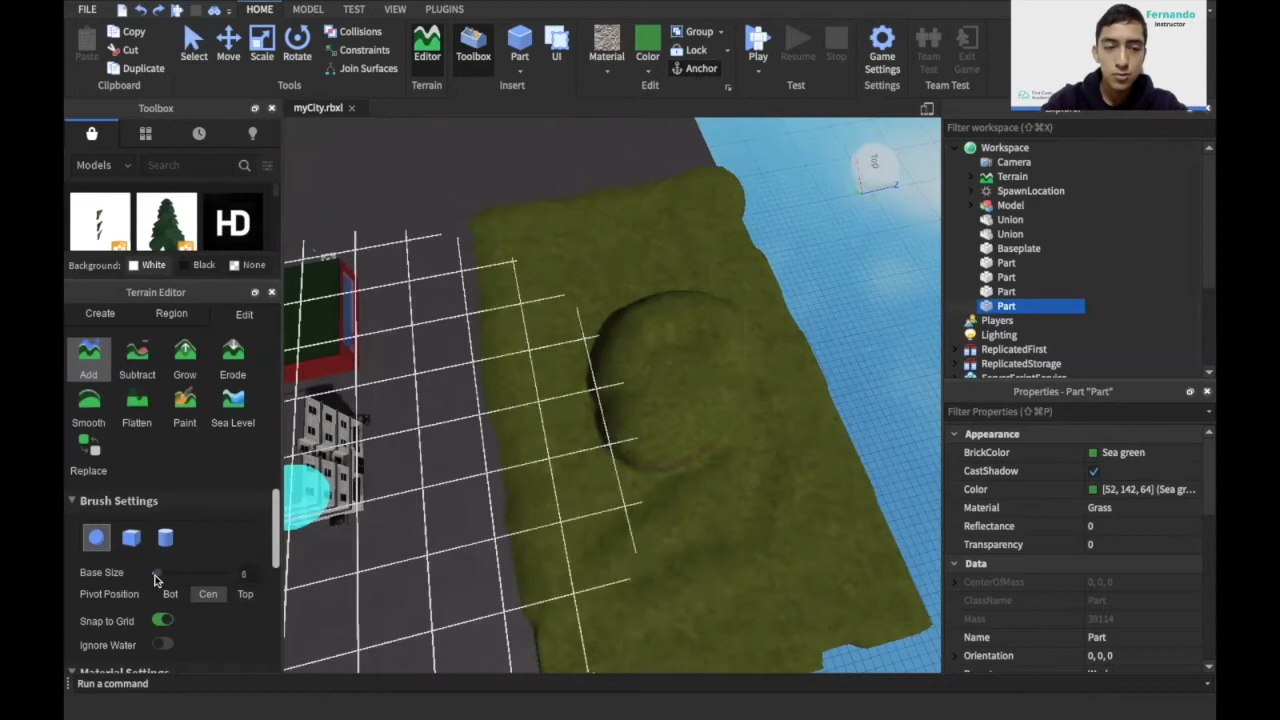 FILE HOME MODEL TEST VIEW PLUGINS
Fernando
Instructor
Paste Copy Cut Duplicate
Clipboard
Select Move Scale Rotate Collisions Constraints Join Surfaces
Tools
Editor
Terrain
Toolbox Part UI
Insert
Material Color Group Lock Anchor
Edit
Play Resume Stop
Test
Game Settings
Settings
Team Test Exit Game
Team Test
Toolbox
myCity.rbxl
Models Search
HD
Background: White Black None
Terrain Editor
Create Region Edit
Add Subtract Grow Erode
Smooth Flatten Paint Sea Level
Replace
Brush Settings
Base Size 6
Pivot Position Bot Cen Top
Snap to Grid
Ignore Water
Material Settings
Top
Z
Explorer
Filter workspace (⇧⌘X)
Workspace
Camera
Terrain
SpawnLocation
Model
Union
Union
Baseplate
Part
Part
Part
Part
Players
Lighting
ReplicatedFirst
ReplicatedStorage
ServerScriptService
Properties - Part "Part"
Filter Properties (⇧⌘P)
Appearance
BrickColor Sea green
CastShadow
Color [52, 142, 64] (Sea gr...
Material Grass
Reflectance 0
Transparency 0
Data
CenterOfMass 0, 0, 0
ClassName Part
Mass 39114
Name Part
Orientation 0, 0, 0
Run a command